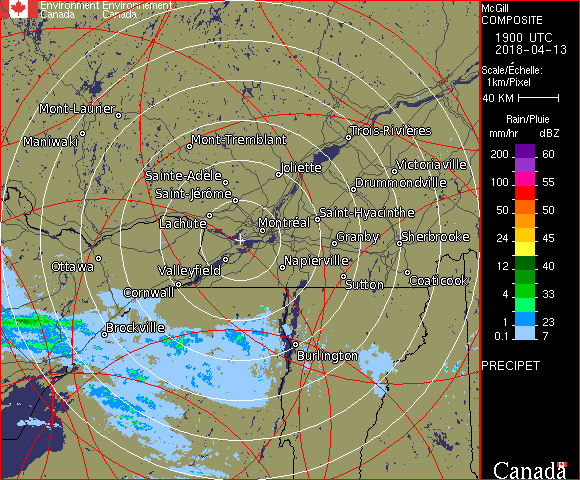 Environment Environnement
Canada Canada
McGill
COMPOSITE
1900 UTC
2018-04-13
Scale/Échelle:
1km/Pixel
40 KM
Rain/Pluie
mm/hr dBZ
200 60
100 55
50 50
24 45
12 40
4 33
1 23
0.1 7
PRECIPET
Canada
Mont-Laurier
Maniwaki
Mont-Tremblant
Trois-Rivières
Joliette
Victoriaville
Sainte-Adèle
Drummondville
Saint-Jérôme
Saint-Hyacinthe
Lachute
Montréal
Granby
Sherbrooke
Ottawa
Valleyfield
Napierville
Coaticook
Sutton
Cornwall
Brockville
Burlington